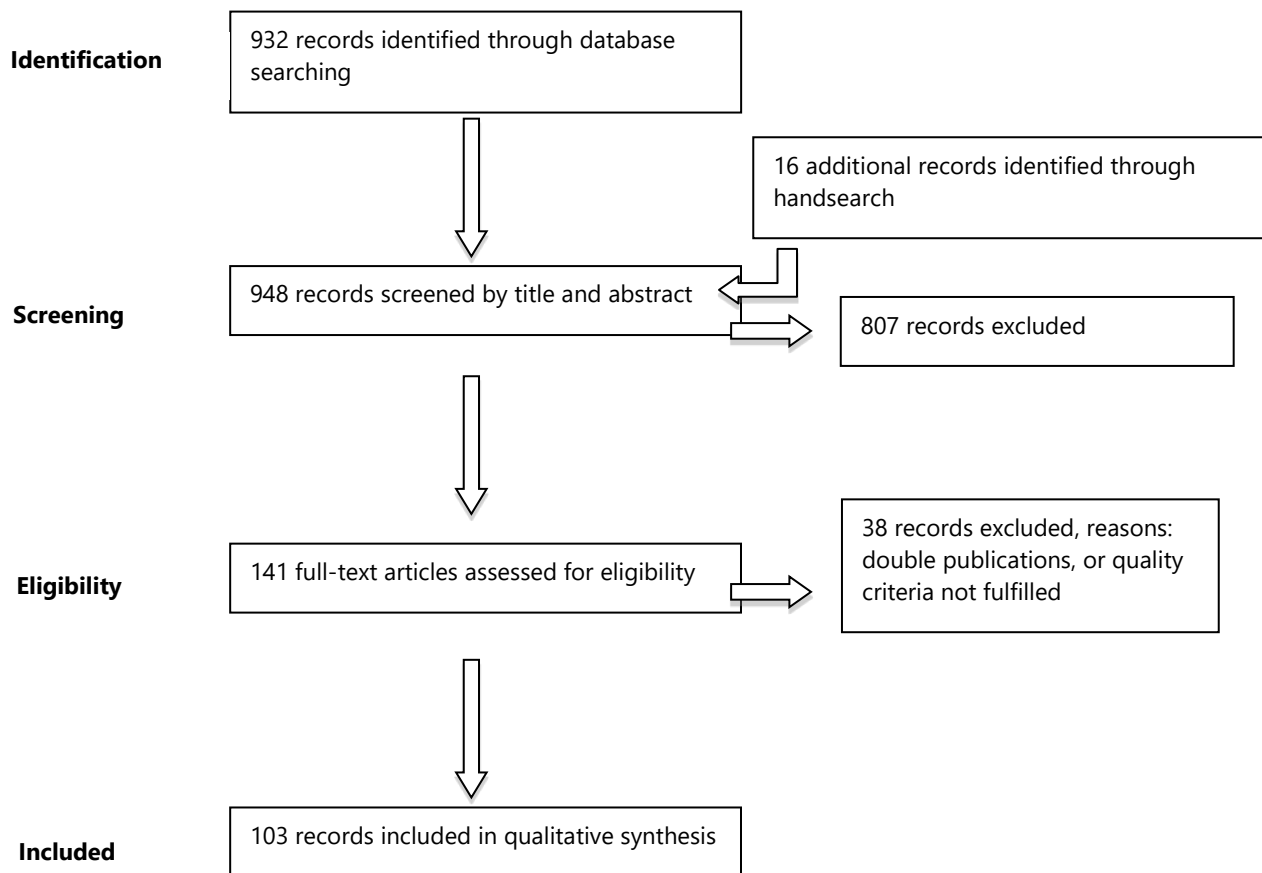 Identification
932 records identified through database
searching
16 additional records identified through
handsearch
Screening
948 records screened by title and abstract
807 records excluded
Eligibility
141 full-text articles assessed for eligibility
38 records excluded, reasons:
double publications, or quality
criteria not fulfilled
Included
103 records included in qualitative synthesis